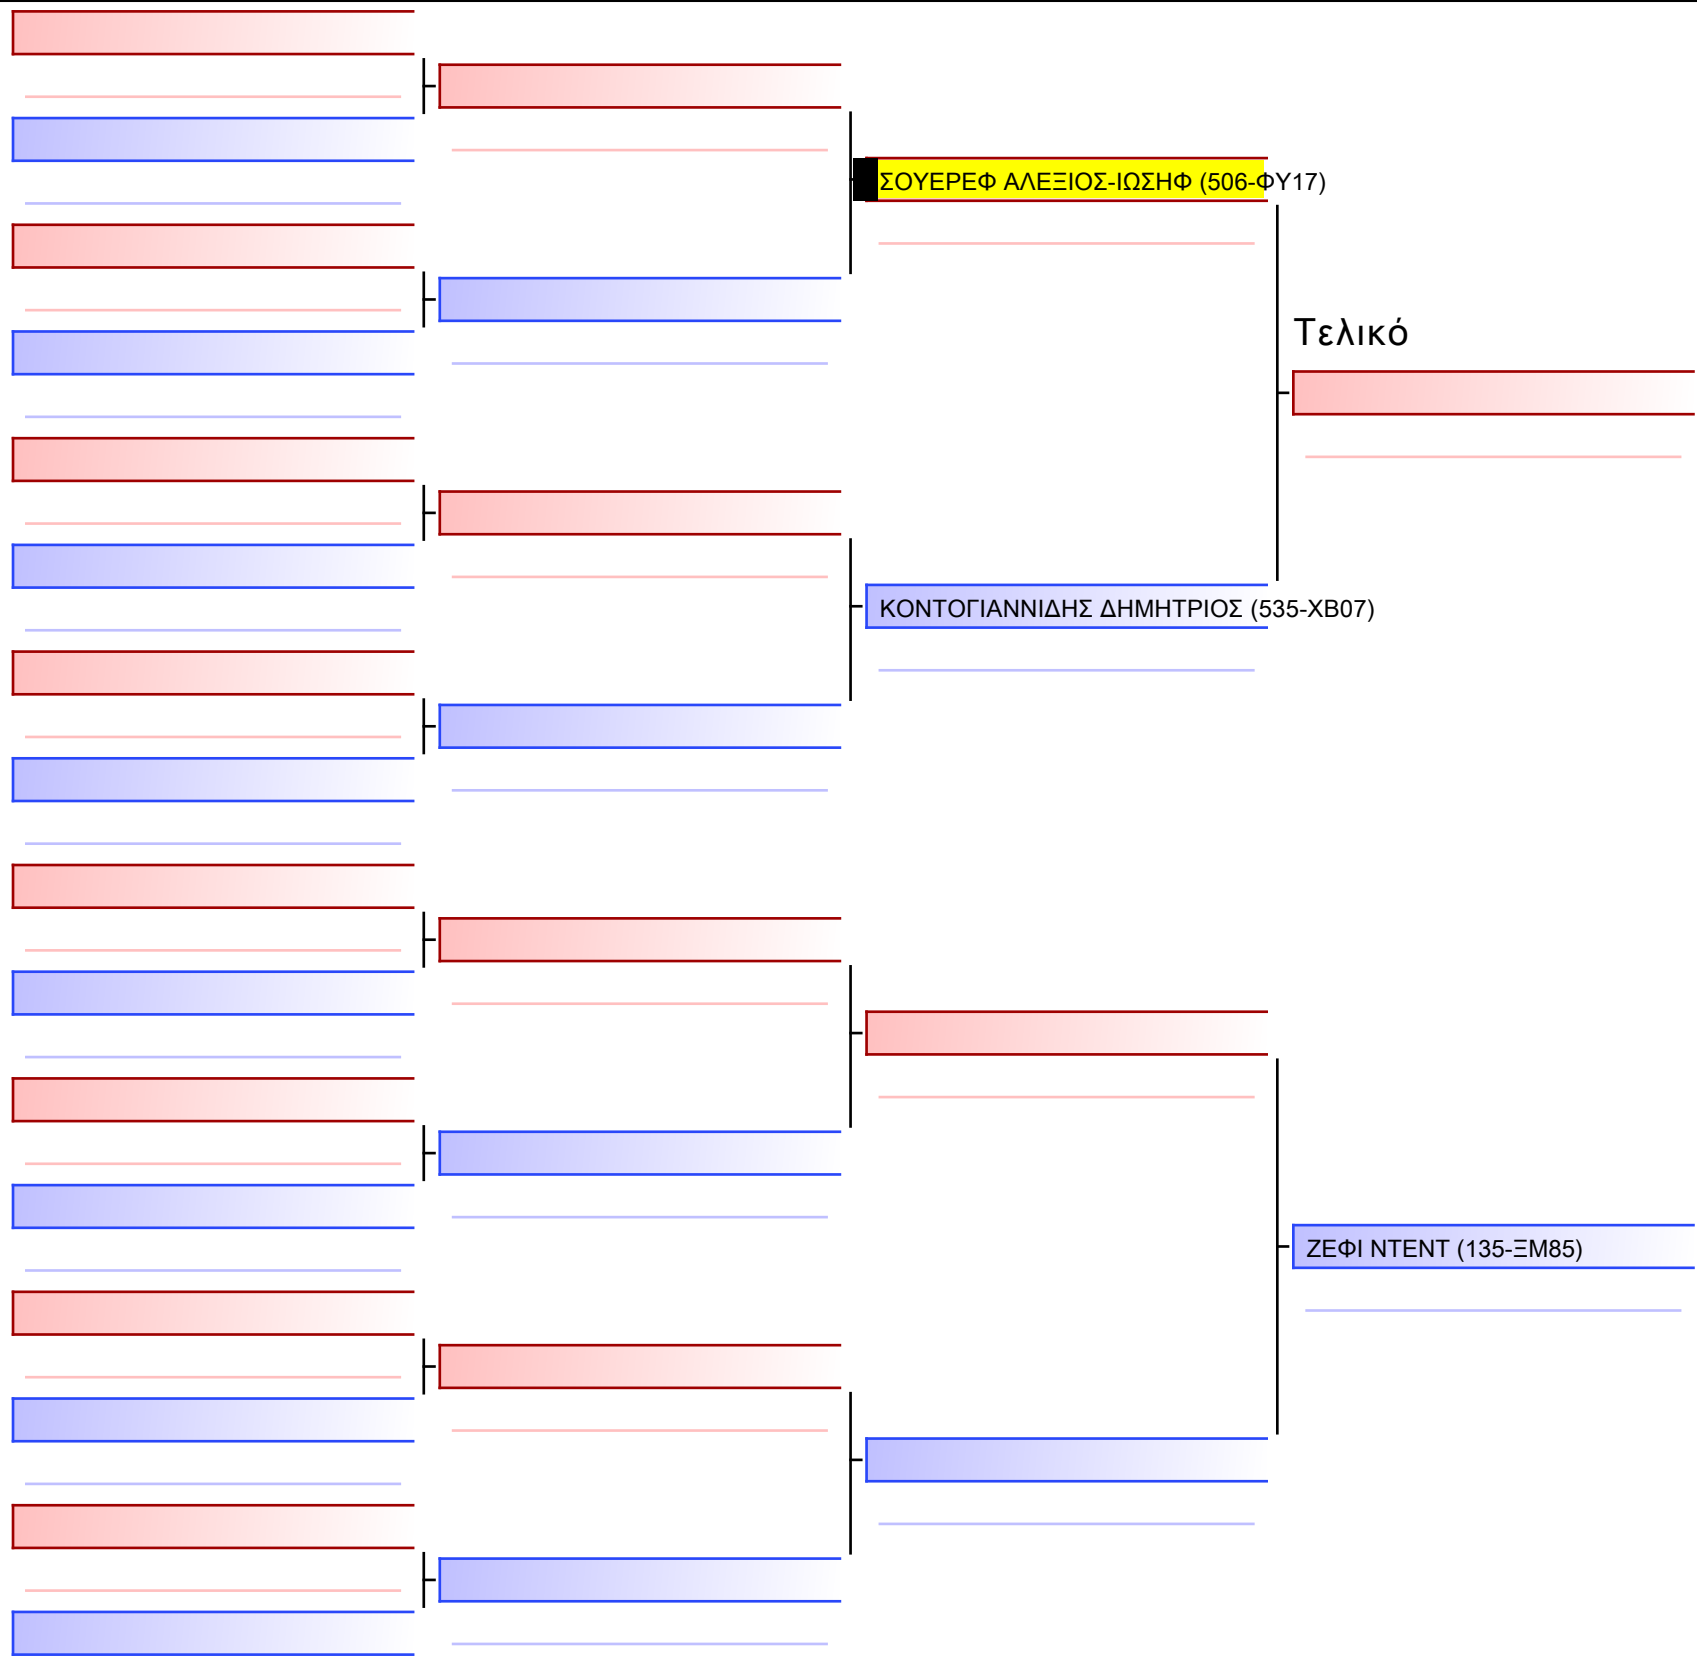 ΣΟΥΕΡΕΦ ΑΛΕΞΙΟΣ-ΙΩΣΗΦ (506-ΦΥ17)
Τελικό
ΚΟΝΤΟΓΙΑΝΝΙΔΗΣ ΔΗΜΗΤΡΙΟΣ (535-ΧΒ07)
ΖΕΦΙ ΝΤΕΝΤ (135-ΞΜ85)